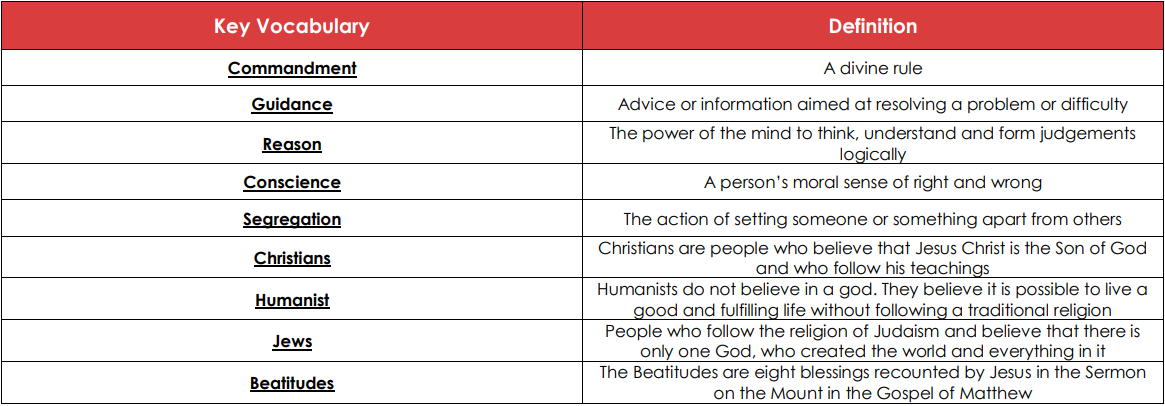 Key Vocabulary Definition
Commandment A divine rule
Guidance Advice or information aimed at resolving a problem or difficulty
Reason The power of the mind to think, understand and form judgements
logically
Conscience A person’s moral sense of right and wrong
Segregation The action of setting someone or something apart from others
Christians Christians are people who believe that Jesus Christ is the Son of God
and who follow his teachings
Humanist Humanists do not believe in a god. They believe it is possible to live a
good and fulfilling life without following a traditional religion
Jews People who follow the religion of Judaism and believe that there is
only one God, who created the world and everything in it
Beatitudes The Beatitudes are eight blessings recounted by Jesus in the Sermon
on the Mount in the Gospel of Matthew